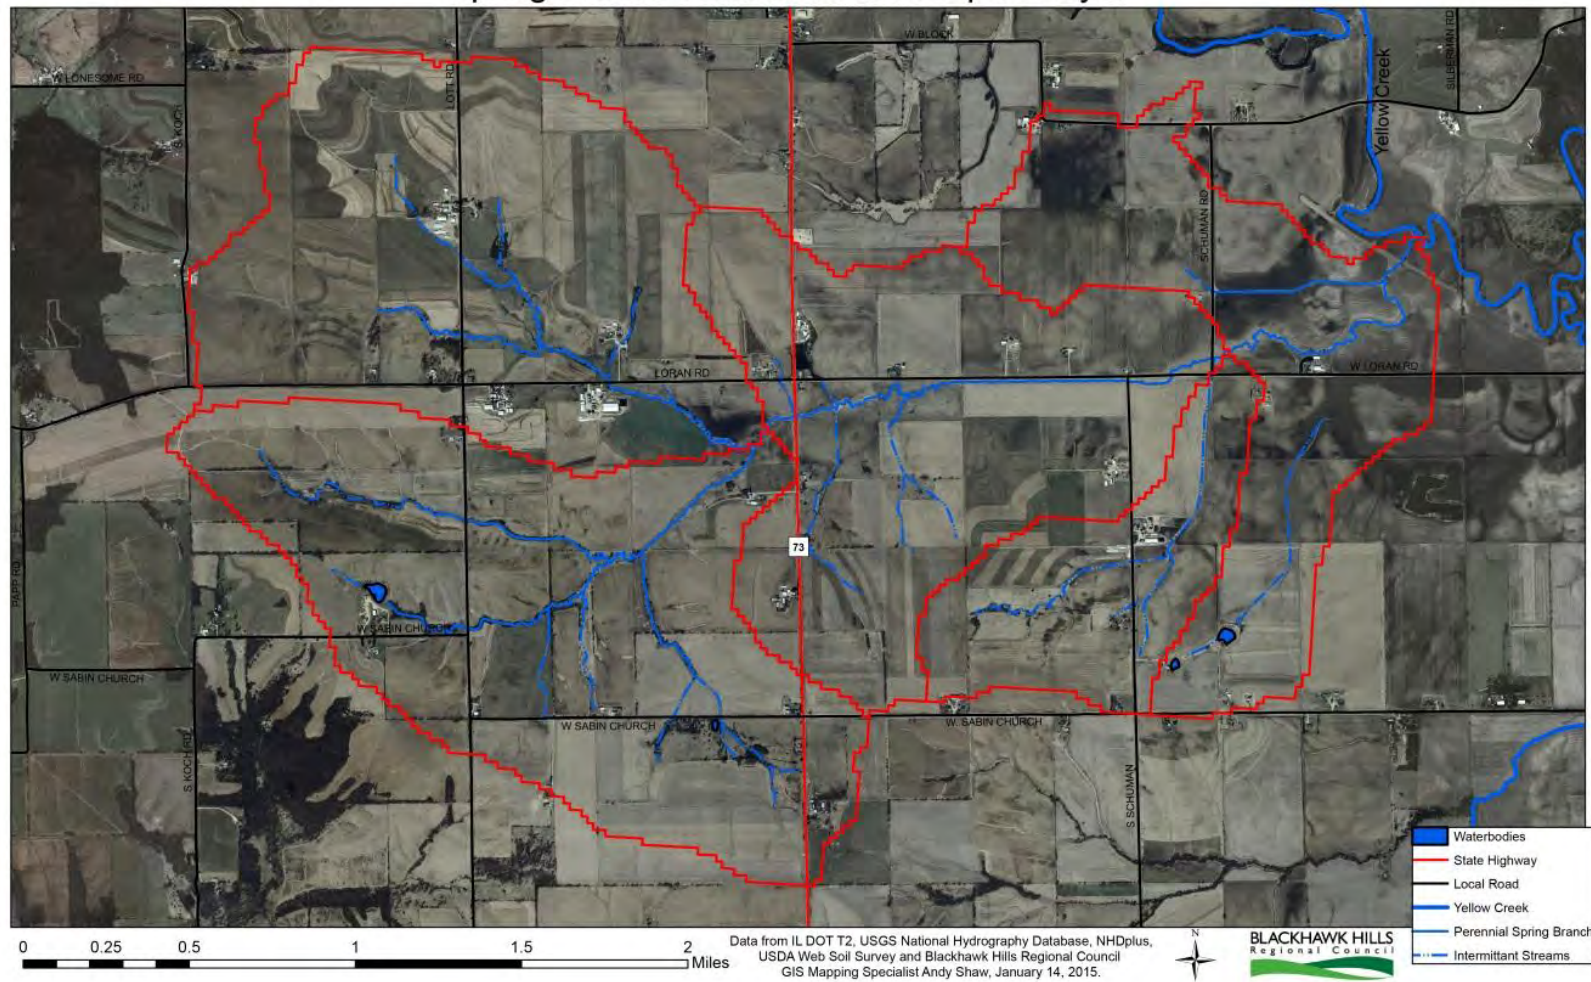 W BLOCK
SILBERMAN RD
W LONESOME RD
LOTT RD
KOCH
Yellow Creek
SCHUMAN RD
LORAN RD
W LORAN RD
73
PAPP RD
W SABIN CHURCH
W SABIN CHURCH
W SABIN CHURCH
W. SABIN CHURCH
S KOCH RD
S SCHUMAN
Waterbodies
State Highway
Local Road
Yellow Creek
Perennial Spring Branch
Intermittant Streams
0 0.25 0.5 1 1.5 2
Miles
Data from IL DOT T2, USGS National Hydrography Database, NHDplus,
USDA Web Soil Survey and Blackhawk Hills Regional Council
GIS Mapping Specialist Andy Shaw, January 14, 2015.
N
BLACKHAWK HILLS
Regional Council